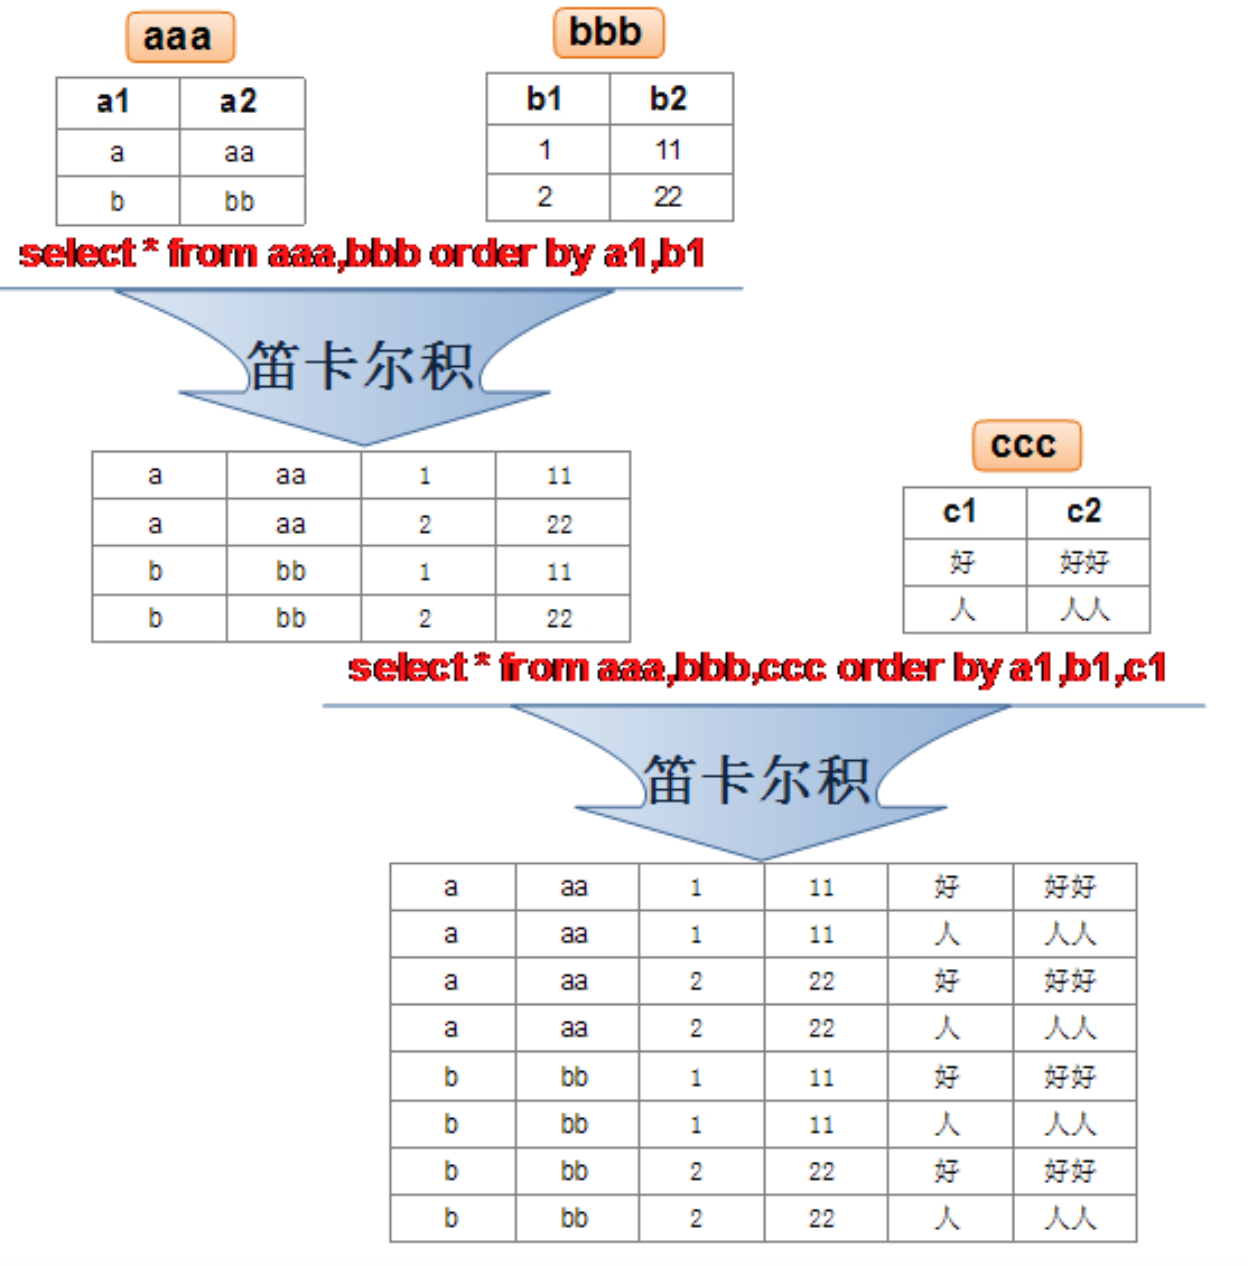 aaa bbb
a1 a2 b1 b2
a aa 1 11
b bb 2 22
select * from aaa,bbb order by a1,b1
笛卡尔积
a aa 1 11
a aa 2 22
b bb 1 11
b bb 2 22
ccc
c1 c2
好 好好
人 人人
select * from aaa,bbb,ccc order by a1,b1,c1
笛卡尔积
a aa 1 11 好 好好
a aa 1 11 人 人人
a aa 2 22 好 好好
a aa 2 22 人 人人
b bb 1 11 好 好好
b bb 1 11 人 人人
b bb 2 22 好 好好
b bb 2 22 人 人人